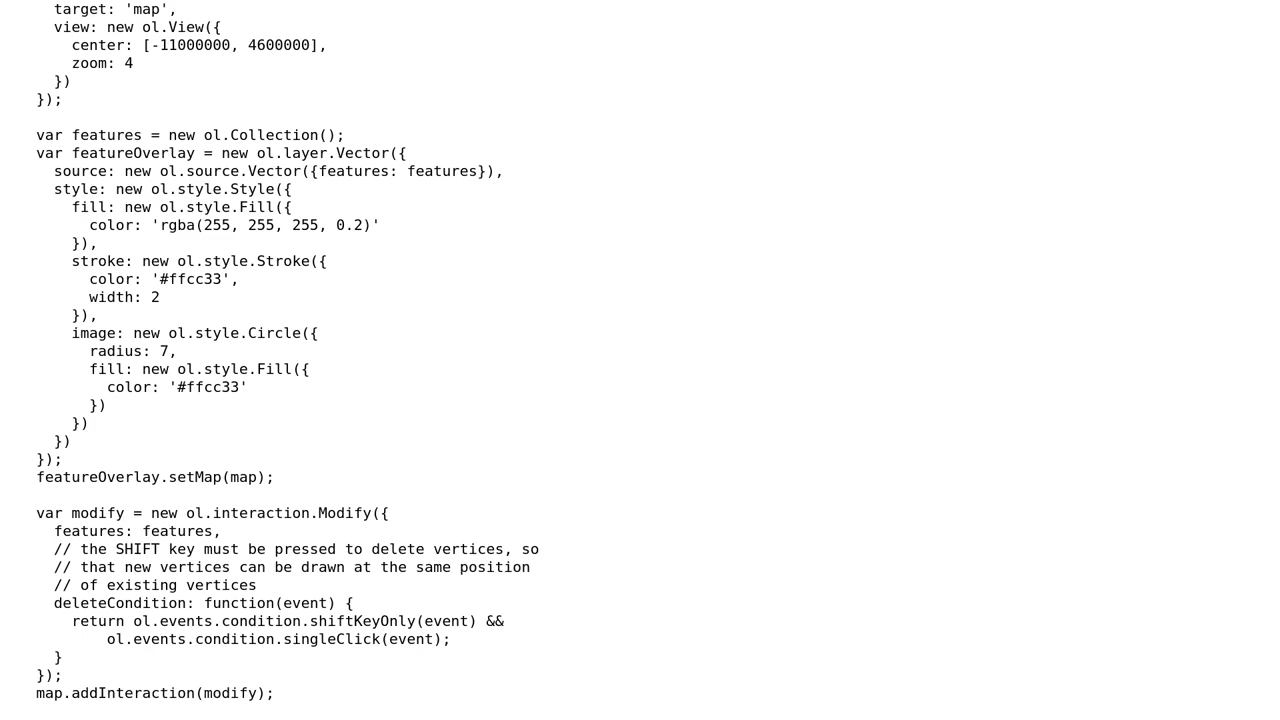 target: 'map',
view: new ol.View({
center: [-11000000, 4600000],
zoom: 4
})
});
var features = new ol.Collection();
var featureOverlay = new ol.layer.Vector({
source: new ol.source.Vector({features: features}),
style: new ol.style.Style({
fill: new ol.style.Fill({
color: 'rgba(255, 255, 255, 0.2)'
}),
stroke: new ol.style.Stroke({
color: '#ffcc33',
width: 2
}),
image: new ol.style.Circle({
radius: 7,
fill: new ol.style.Fill({
color: '#ffcc33'
})
})
})
});
featureOverlay.setMap(map);
var modify = new ol.interaction.Modify({
features: features,
// the SHIFT key must be pressed to delete vertices, so
// that new vertices can be drawn at the same position
// of existing vertices
deleteCondition: function(event) {
return ol.events.condition.shiftKeyOnly(event) &&
ol.events.condition.singleClick(event);
}
});
map.addInteraction(modify);